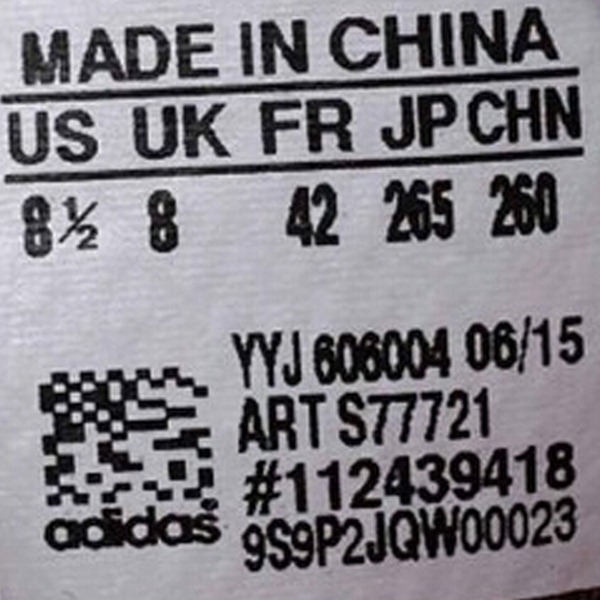 MADE IN CHINA
US UK FR JP CHN
8½ 8 42 265 260
YYJ 606004 06/15
ART S77721
#112439418
9S9P2JQW00023
adidas